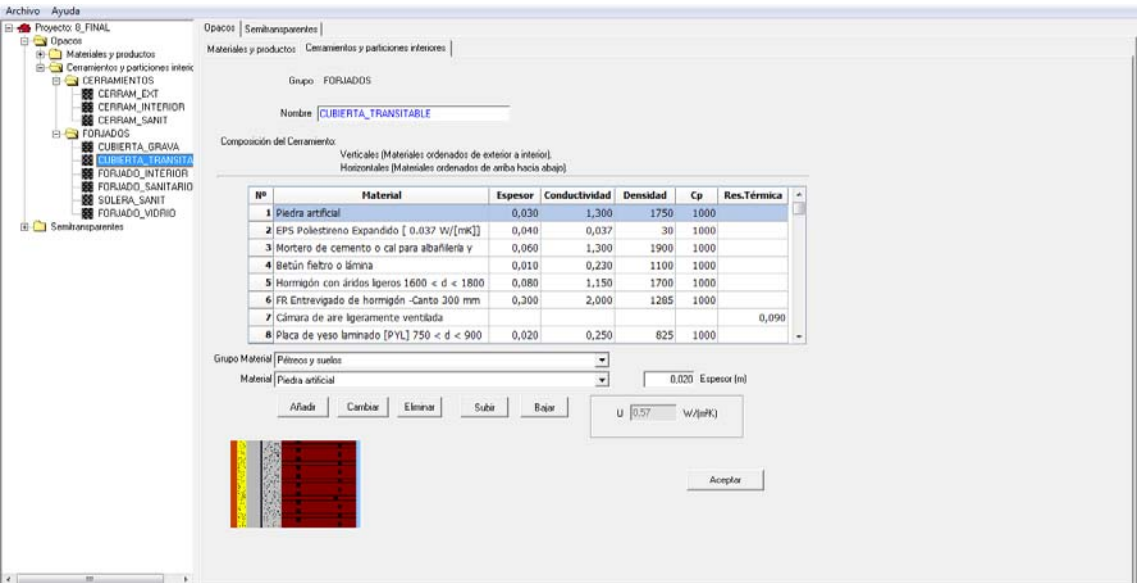 Archivo Ayuda
Proyecto: 8_FINAL
Opacos
Materiales y productos
Cerramientos y particiones interic
CERRAMIENTOS
CERRAM_EXT
CERRAM_INTERIOR
CERRAM_SANIT
FORJADOS
CUBIERTA_GRAVA
CUBIERTA_TRANSITA
FORJADO_INTERIOR
FORJADO_SANITARIO
SOLERA_SANIT
FORJADO_VIDRIO
Semitransparentes
Opacos Semitransparentes
Materiales y productos Cerramientos y particiones interiores
Grupo FORJADOS
Nombre CUBIERTA_TRANSITABLE
Composición del Cerramiento:
Verticales (Materiales ordenados de exterior a interior).
Horizontales (Materiales ordenados de arriba hacia abajo).
Nº Material Espesor Conductividad Densidad Cp Res.Térmica
1 Piedra artificial 0,030 1,300 1750 1000
2 EPS Poliestireno Expandido [ 0.037 W/[mK]] 0,040 0,037 30 1000
3 Mortero de cemento o cal para albañilería y 0,060 1,300 1900 1000
4 Betún fieltro o lámina 0,010 0,230 1100 1000
5 Hormigón con áridos ligeros 1600 < d < 1800 0,080 1,150 1700 1000
6 FR Entrevigado de hormigón -Canto 300 mm 0,300 2,000 1285 1000
7 Cámara de aire ligeramente ventilada 0,090
8 Placa de yeso laminado [PYL] 750 < d < 900 0,020 0,250 825 1000
Grupo Material Pétreos y suelos
Material Piedra artificial 0,020 Espesor (m)
Añadir Cambiar Eliminar Subir Bajar
U 0,57 W/(m²K)
Aceptar